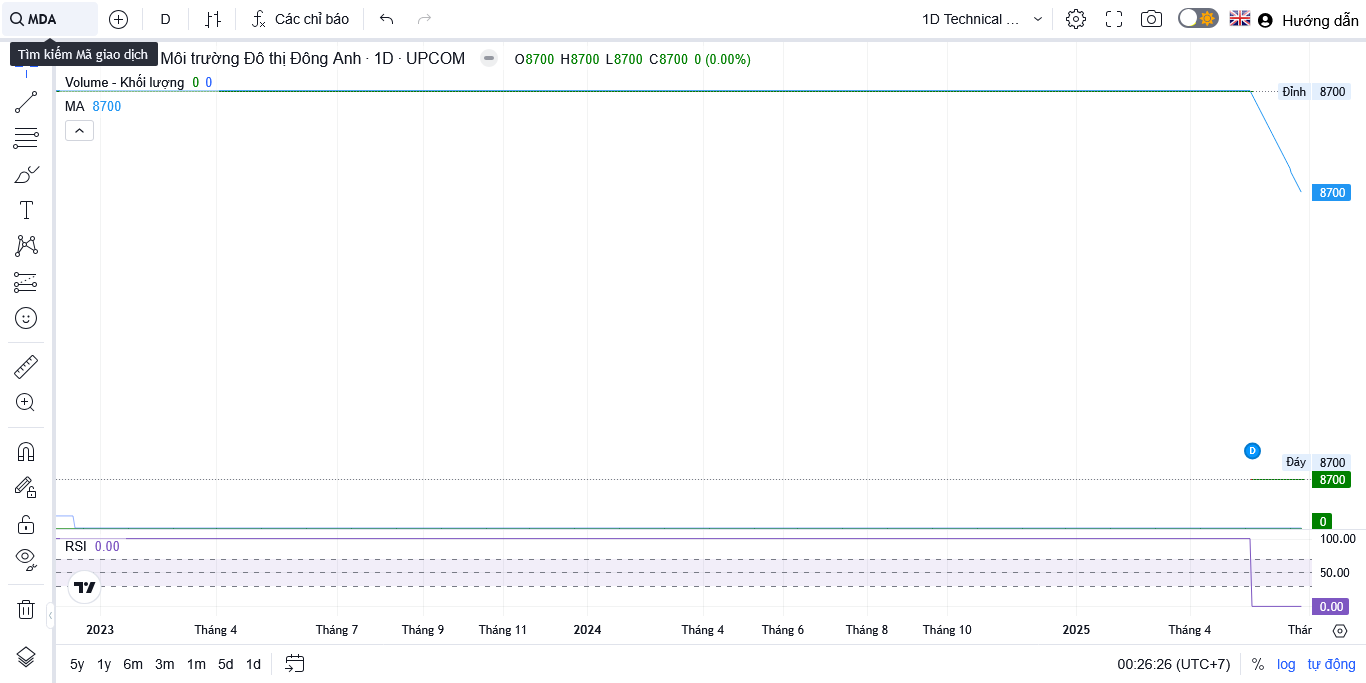 MDA D Các chỉ báo 1D Technical ... Hướng dẫn
Tìm kiếm Mã giao dịch Môi trường Đô thị Đông Anh · 1D · UPCOM O8700 H8700 L8700 C8700 0 (0.00%)
Volume - Khối lượng 0 0
Đỉnh 8700
MA 8700
8700
D
Đáy 8700
8700
0
100.00
RSI 0.00
50.00
0.00
2023 Tháng 4 Tháng 7 Tháng 9 Tháng 11 2024 Tháng 4 Tháng 6 Tháng 8 Tháng 10 2025 Tháng 4 Thár
5y 1y 6m 3m 1m 5d 1d 00:26:26 (UTC+7) % log tự động